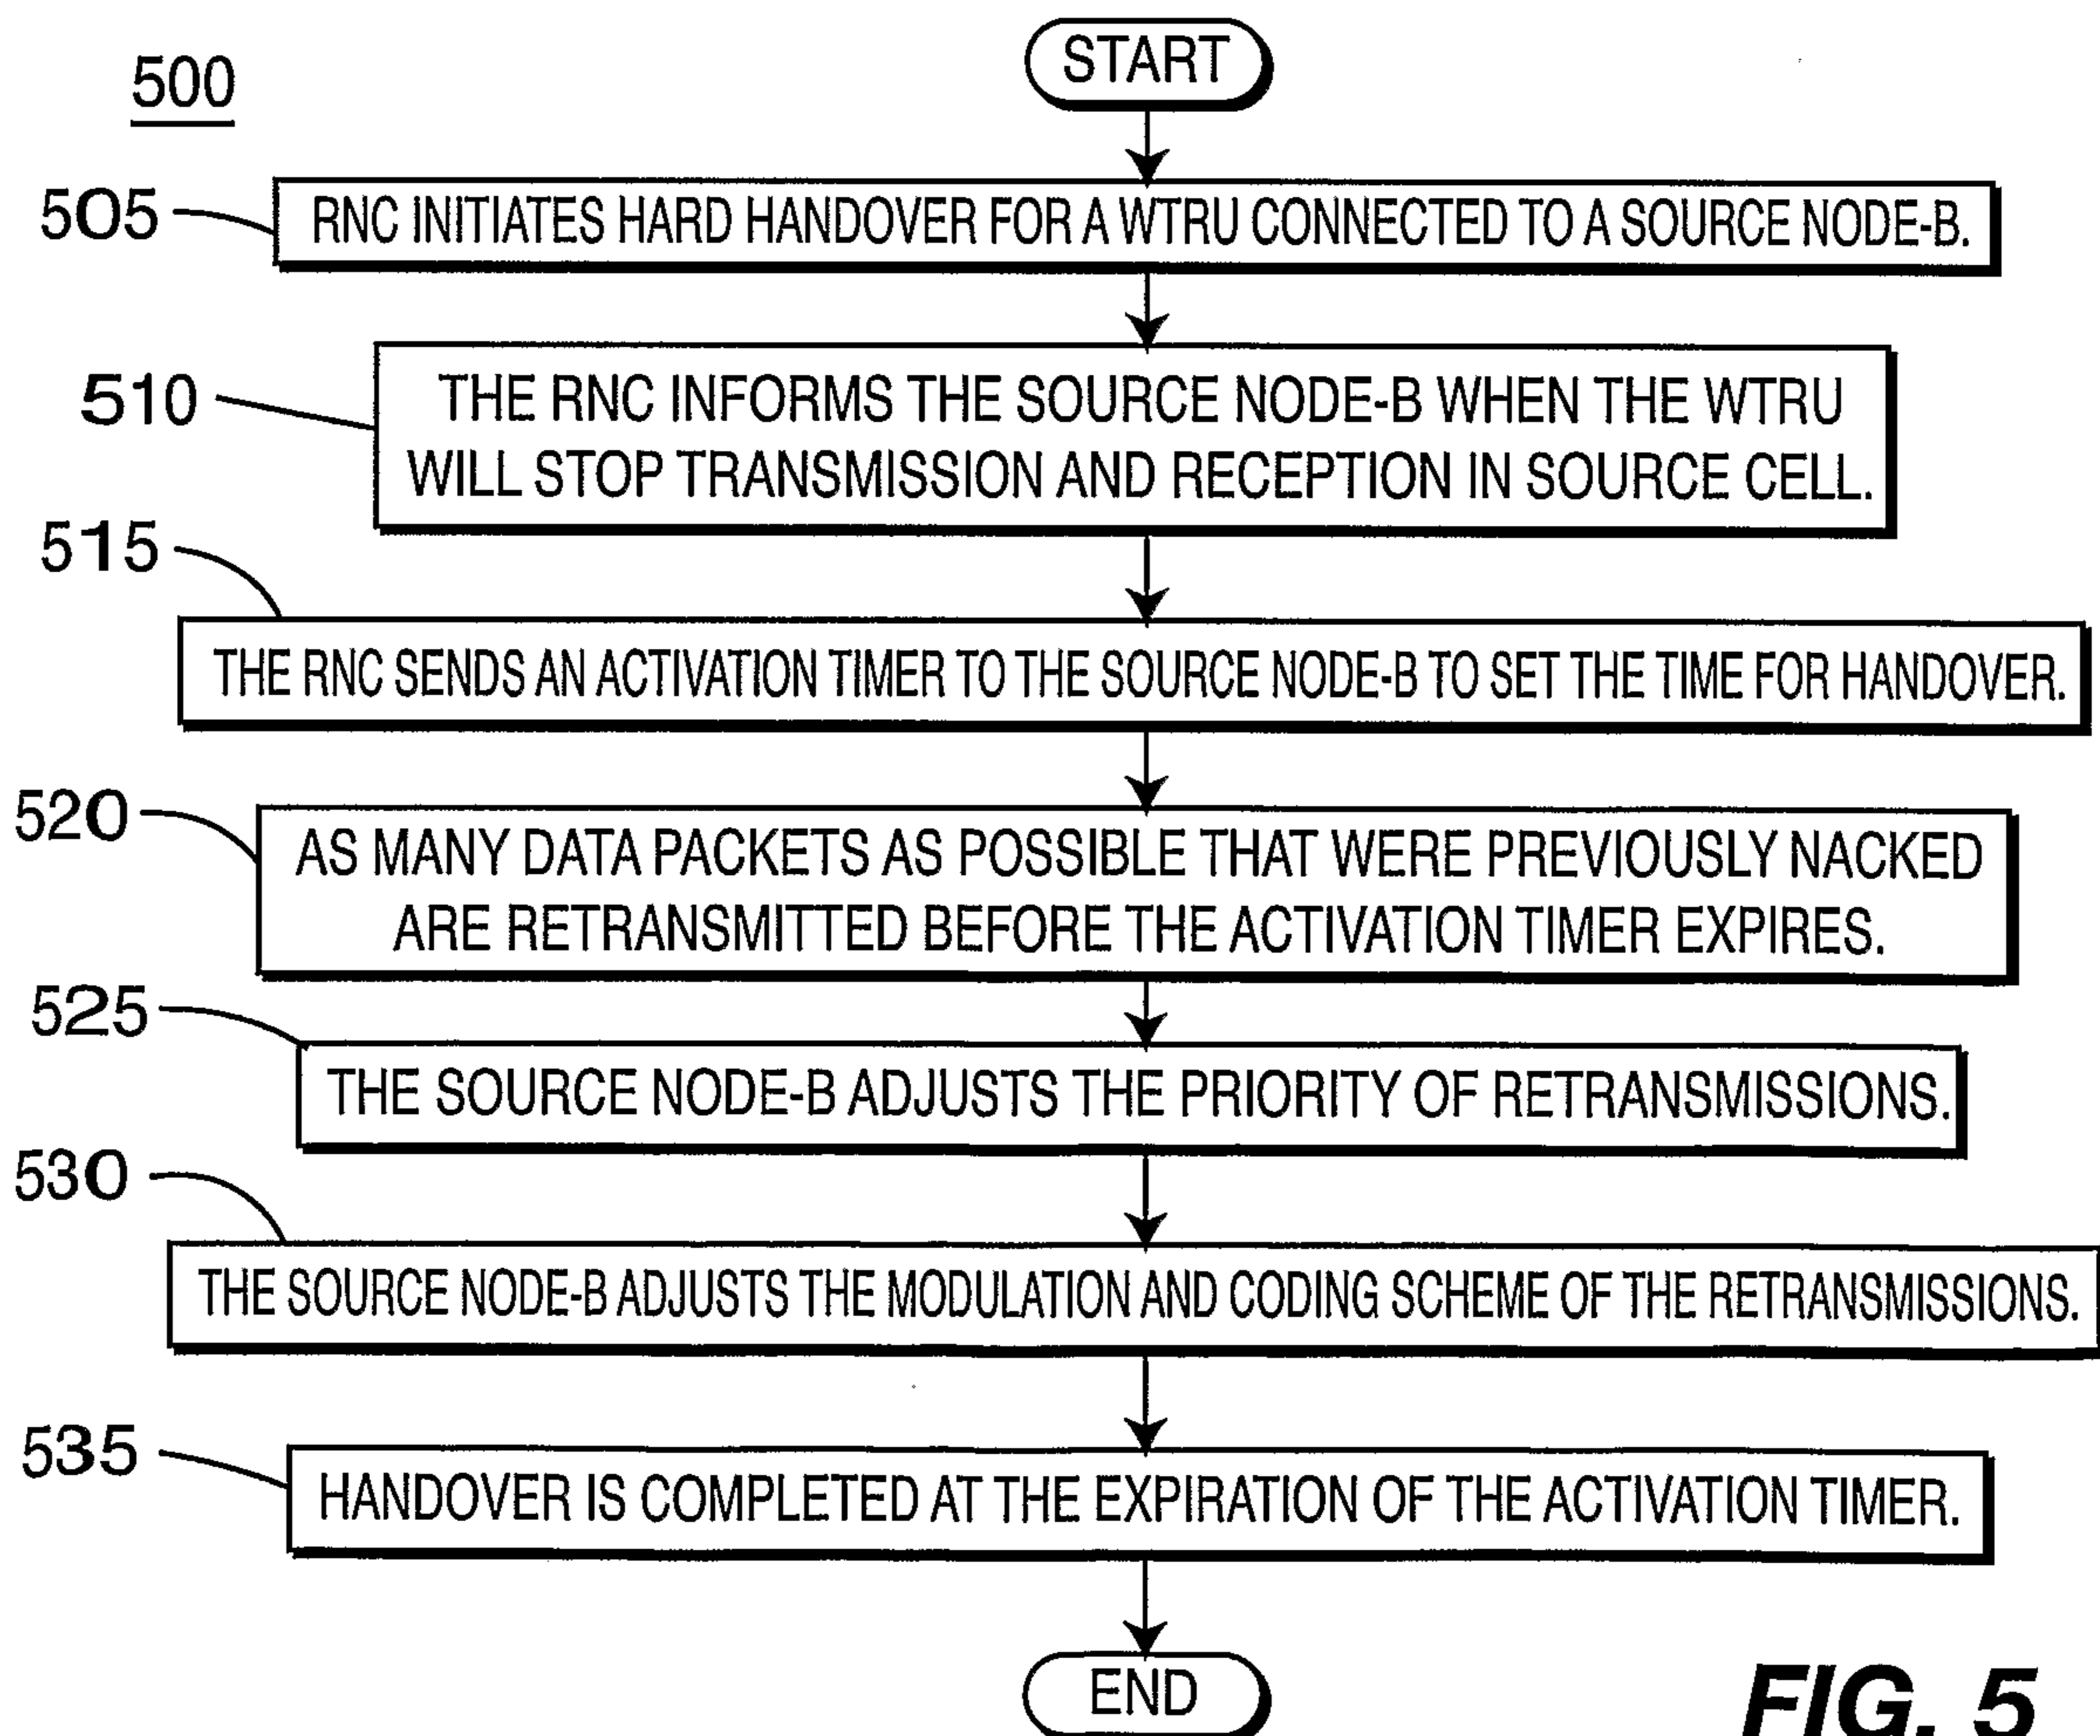 START
500
505
RNC INITIATES HARD HANDOVER FOR A WTRU CONNECTED TO A SOURCE NODE-B.
510
THE RNC INFORMS THE SOURCE NODE-B WHEN THE WTRU
WILL STOP TRANSMISSION AND RECEPTION IN SOURCE CELL.
515
THE RNC SENDS AN ACTIVATION TIMER TO THE SOURCE NODE-B TO SET THE TIME FOR HANDOVER.
520
AS MANY DATA PACKETS AS POSSIBLE THAT WERE PREVIOUSLY NACKED
ARE RETRANSMITTED BEFORE THE ACTIVATION TIMER EXPIRES.
525
THE SOURCE NODE-B ADJUSTS THE PRIORITY OF RETRANSMISSIONS.
530
THE SOURCE NODE-B ADJUSTS THE MODULATION AND CODING SCHEME OF THE RETRANSMISSIONS.
535
HANDOVER IS COMPLETED AT THE EXPIRATION OF THE ACTIVATION TIMER.
END
FIG. 5